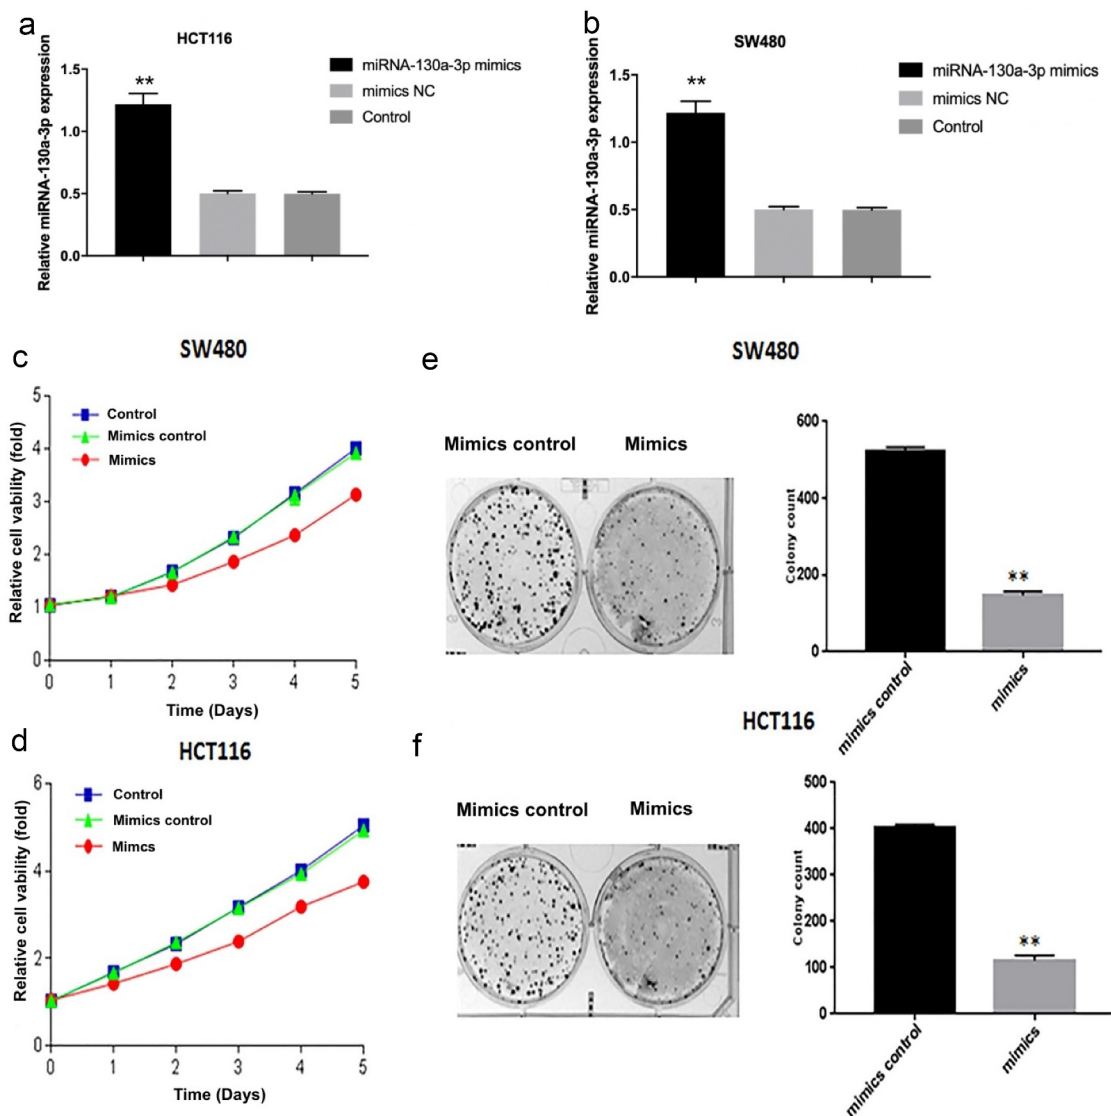 a
HCT116
Relative miRNA-130a-3p expression
1.5
1.0
0.5
0.0
**
miRNA-130a-3p mimics
mimics NC
Control
b
SW480
Relative miRNA-130a-3p expression
1.5
1.0
0.5
0.0
**
miRNA-130a-3p mimics
mimics NC
Control
c
SW480
Relative cell viability (fold)
5
4
3
2
1
0
Control
Mimics control
Mimics
0 1 2 3 4 5
Time (Days)
e
SW480
Mimics control Mimics
Colony count
600
400
200
0
**
mimics control
mimics
d
HCT116
Relative cell vability (fold)
6
4
2
0
Control
Mimics control
Mimcs
0 1 2 3 4 5
Time (Days)
f
HCT116
Mimics control Mimics
Colony count
500
400
300
200
100
0
**
mimics control
mimics